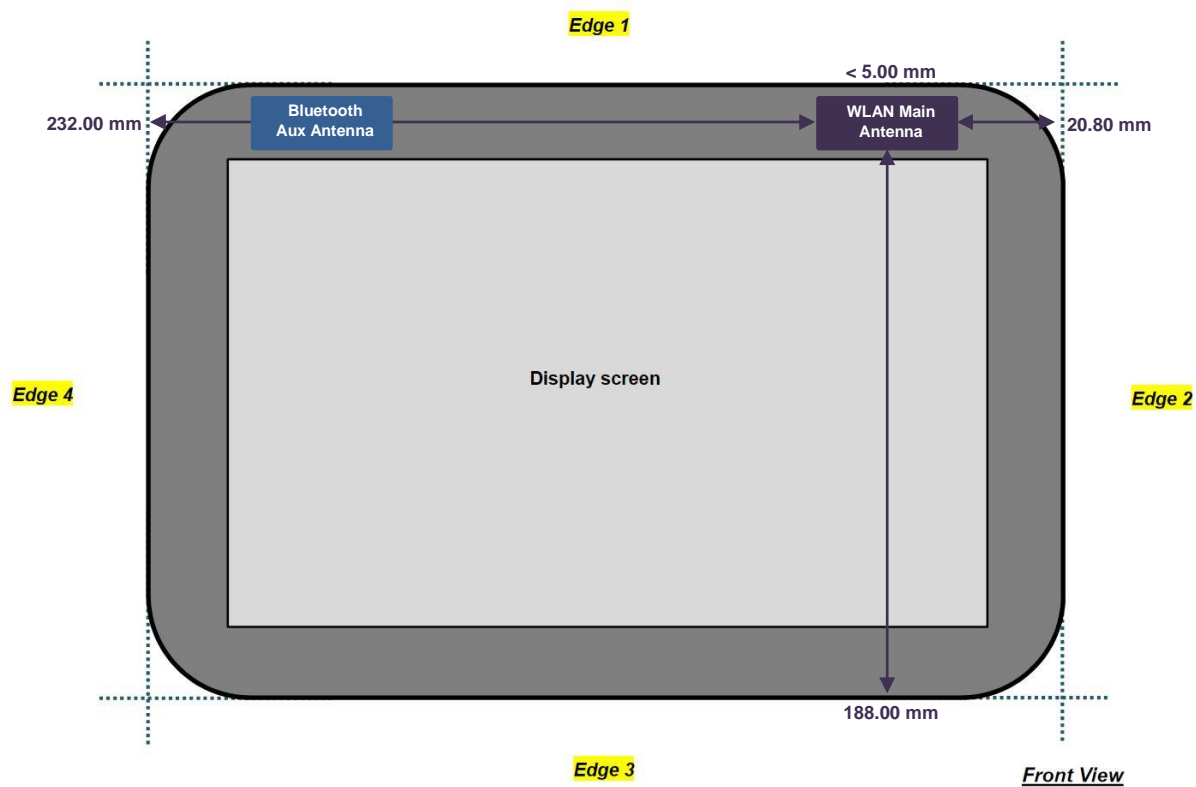 Edge 1
< 5.00 mm
Bluetooth
Aux Antenna
WLAN Main
Antenna
232.00 mm
20.80 mm
Display screen
Edge 4
Edge 2
188.00 mm
Edge 3
Front View